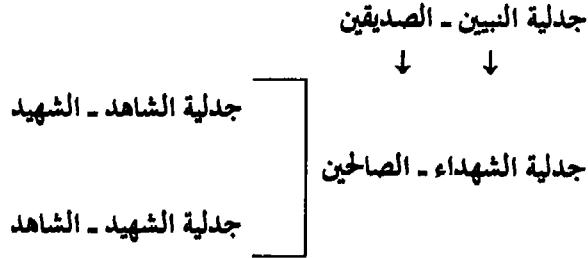 جدلية النبيين - الصديقين
↓ ↓
جدلية الشاهد - الشهيد
جدلية الشهداء - الصالحين
جدلية الشهيد - الشاهد